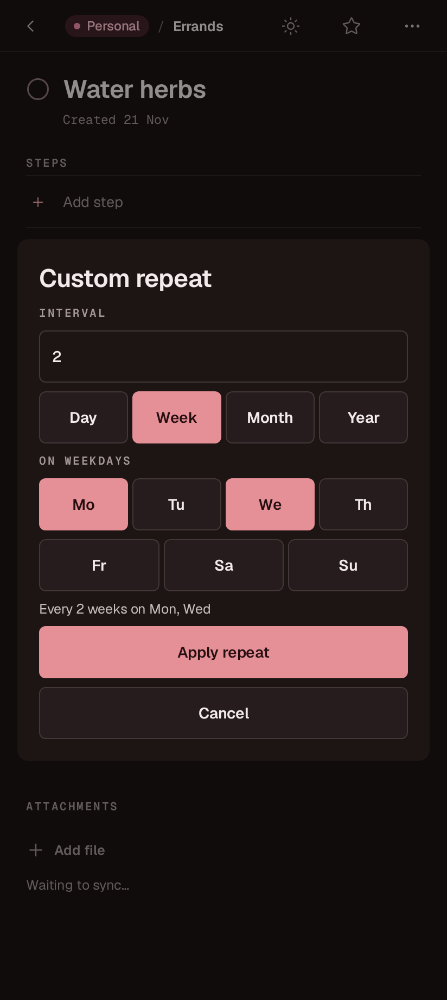 Personal / Errands
Water herbs
Created 21 Nov
STEPS
+ Add step
Custom repeat
INTERVAL
2
Day Week Month Year
ON WEEKDAYS
Mo Tu We Th
Fr Sa Su
Every 2 weeks on Mon, Wed
Apply repeat
Cancel
ATTACHMENTS
+ Add file
Waiting to sync…